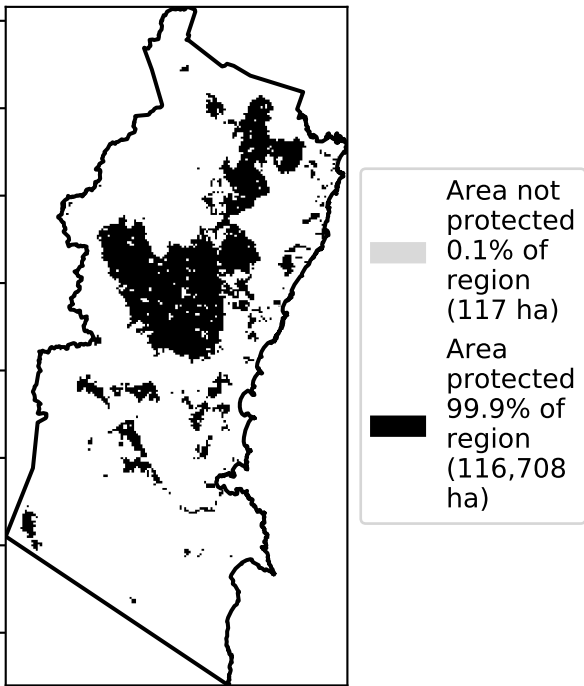 Area not
protected
0.1% of
region
(117 ha)
Area
protected
99.9% of
region
(116,708
ha)